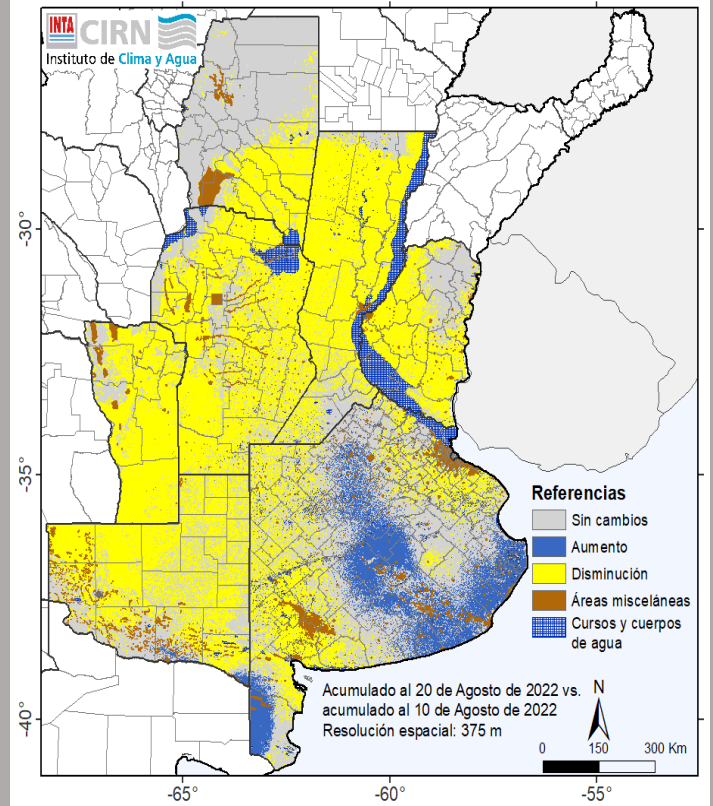 INTA
CIRN
Instituto de Clima y Agua
30°
35°
40°
Referencias
Sin cambios
Aumento
Disminución
Áreas misceláneas
Cursos y cuerpos
de agua
Acumulado al 20 de Agosto de 2022 vs.
acumulado al 10 de Agosto de 2022
Resolución espacial: 375 m
N
0 150 300 Km
-65° -60° -55°